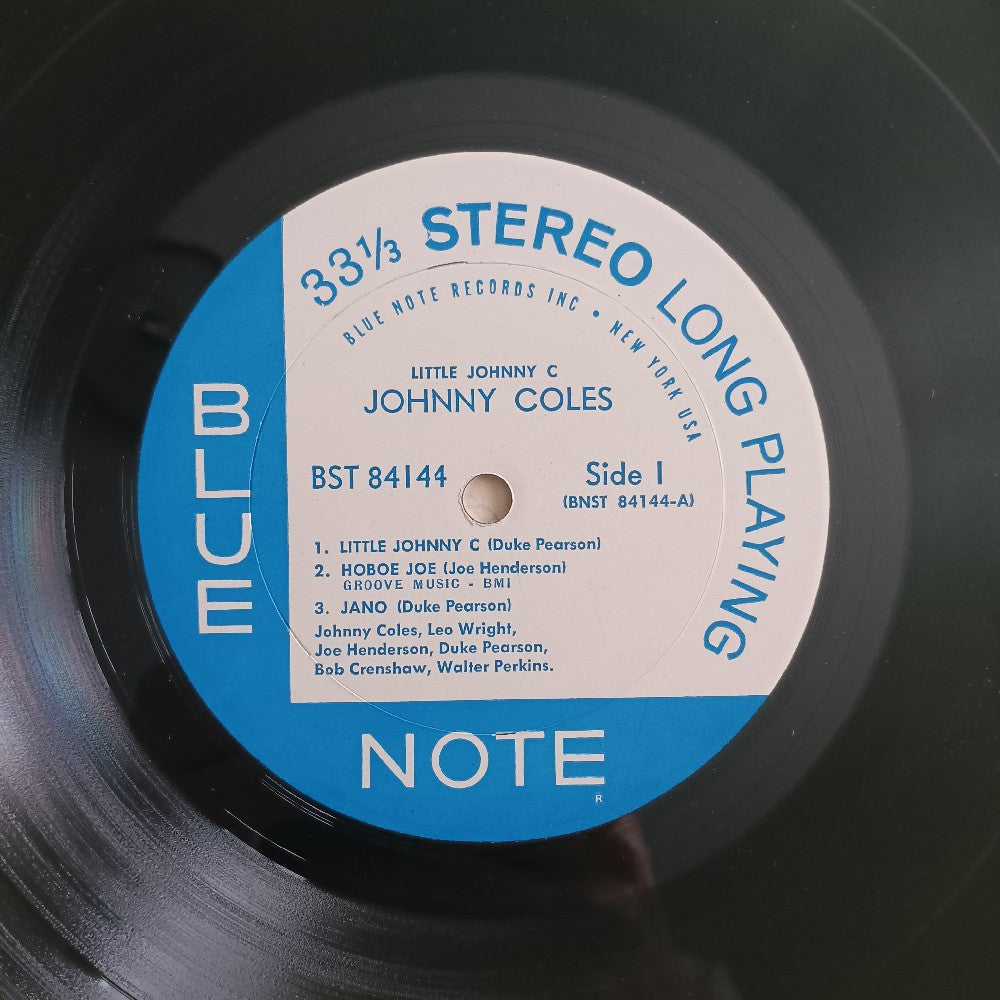 33⅓ STEREO LONG PLAYING
BLUE NOTE RECORDS INC • NEW YORK USA
LITTLE JOHNNY C
JOHNNY COLES
BST 84144
Side 1
(BNST 84144-A)
1. LITTLE JOHNNY C (Duke Pearson)
2. HOBOE JOE (Joe Henderson)
GROOVE MUSIC - BMI
3. JANO (Duke Pearson)
Johnny Coles, Leo Wright,
Joe Henderson, Duke Pearson,
Bob Crenshaw, Walter Perkins.
BLUE
NOTE
R